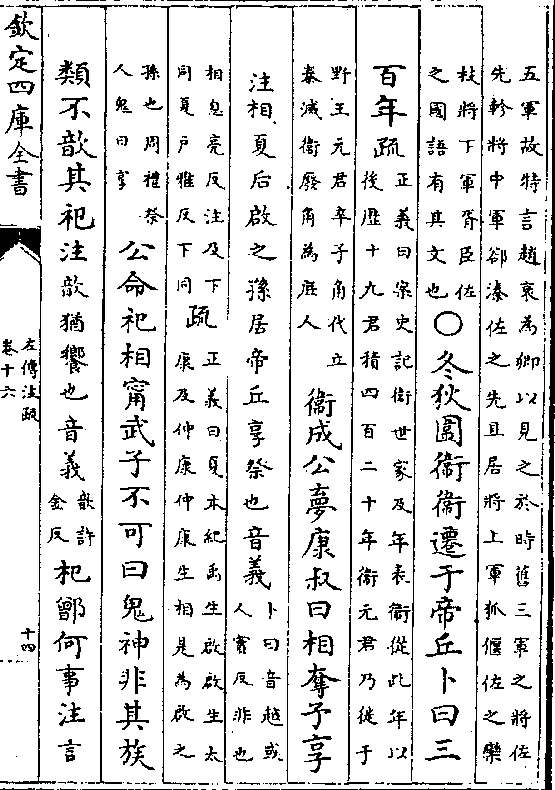 五軍故特言趙衰為卿以見之於時舊三軍之將佐
先軫將中軍郤溱佐之先且居將上軍狐偃佐之欒
枝將下軍胥臣佐
之國語有其文也
○冬狄圍衛衛遷于帝丘卜曰三
百年疏
正義曰案史記衛世家及年表衛從此年以
後歷十九君積四百二十年衛元君乃徙于
野王元君卒子角代立
秦滅衛廢角為庶人
衛成公夢康叔曰相奪予享
注相夏后啟之孫居帝丘享祭也音義
卜曰音越或
人實反非也
相息亮反注及下
同夏戶雅反下同
疏
正義曰夏本紀禹生啟啟生太
康及仲康仲康生相是為啟之
孫也周禮祭
人鬼曰享
公命祀相甯武子不可曰鬼神非其族
類不歆其祀注歆猶饗也音義
歆許
金反
杞鄫何事注言
欽定四庫全書
左傳注疏
卷十六
十四